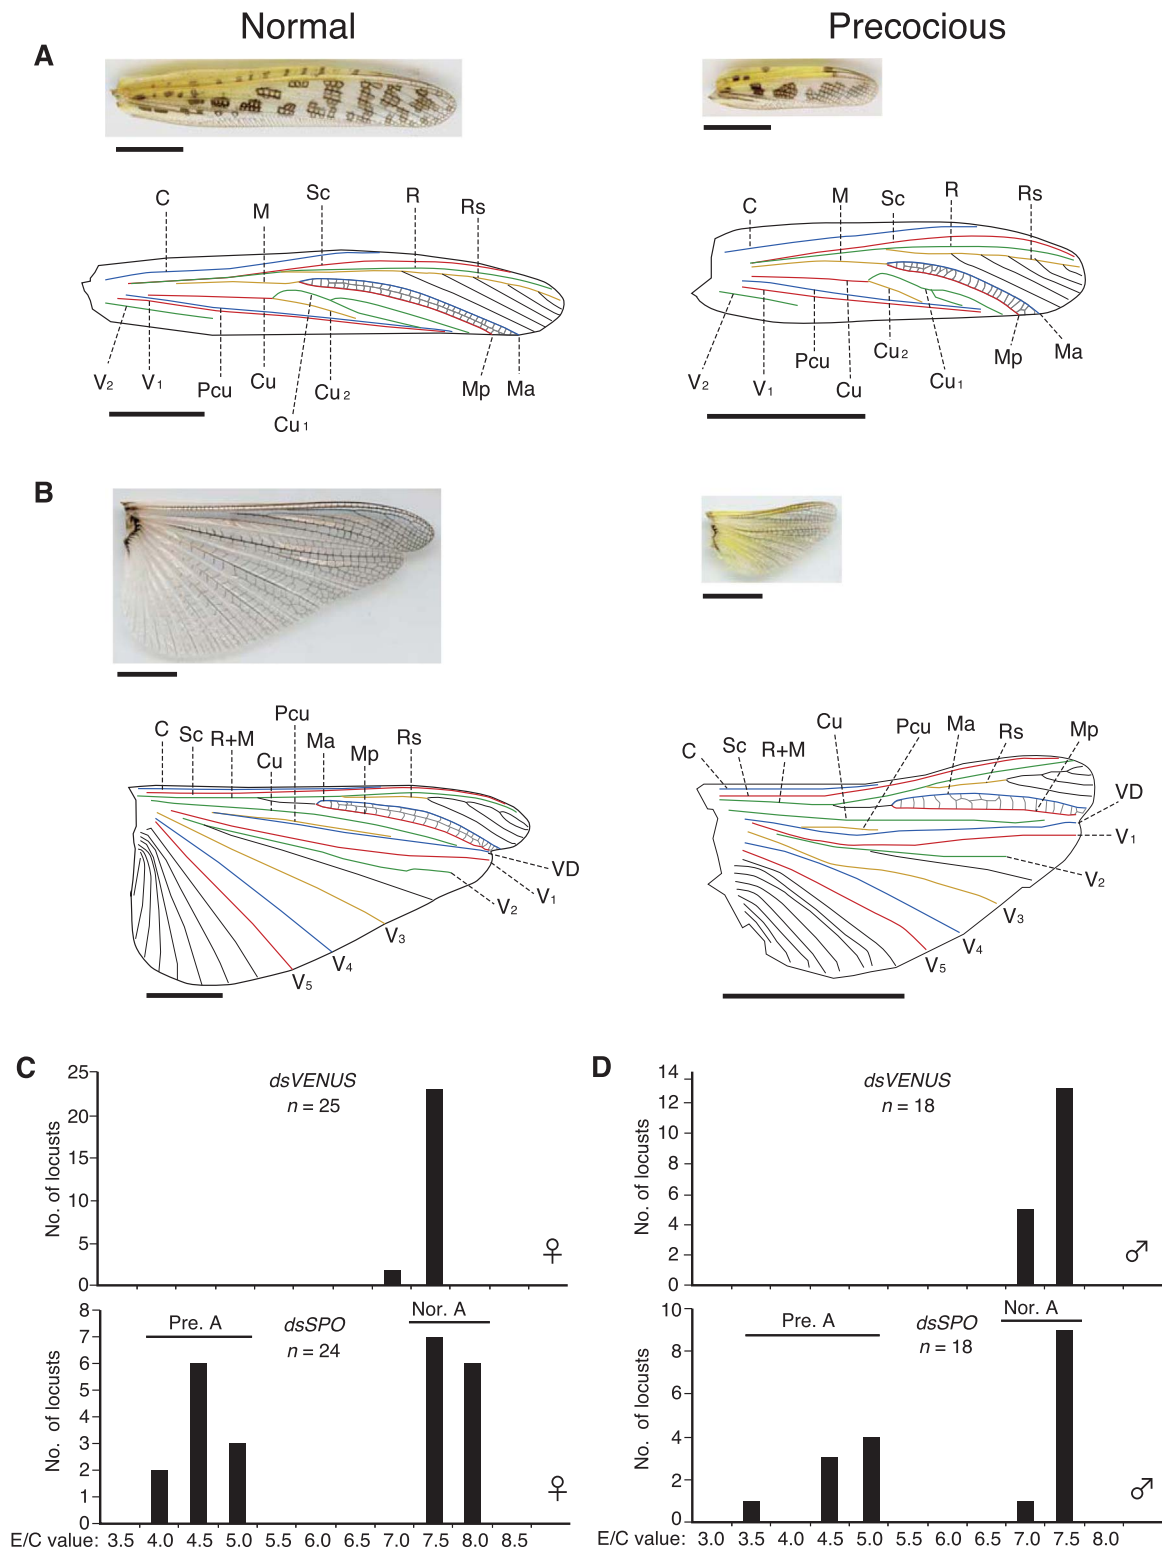 Normal
Precocious
A
C
M
Sc
R
Rs
V2
V1
Pcu
Cu
Cu1
Cu2
Mp
Ma
C
M
Sc
R
Rs
V2
V1
Pcu
Cu
Cu2
Cu1
Mp
Ma
B
C
Sc
R+M
Cu
Pcu
Ma
Mp
Rs
VD
V1
V2
V3
V4
V5
C
Sc
R+M
Cu
Pcu
Ma
Rs
Mp
VD
V1
V2
V3
V4
V5
C
No. of locusts
25
20
15
10
5
0
dsVENUS
n = 25
♀
No. of locusts
8
7
6
5
4
3
2
1
0
Pre. A
dsSPO
n = 24
Nor. A
♀
E/C value: 3.5 4.0 4.5 5.0 5.5 6.0 6.5 7.0 7.5 8.0 8.5
D
No. of locusts
14
12
10
8
6
4
2
0
dsVENUS
n = 18
♂
No. of locusts
10
8
6
4
2
0
Pre. A
dsSPO
n = 18
Nor. A
♂
E/C value: 3.0 3.5 4.0 4.5 5.0 5.5 6.0 6.5 7.0 7.5 8.0